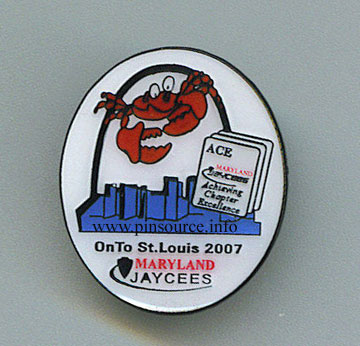 ACE
MARYLAND
JAYCEES
Achieving
Chapter
Excellence
www.pinsource.info
OnTo St.Louis 2007
MARYLAND
JAYCEES